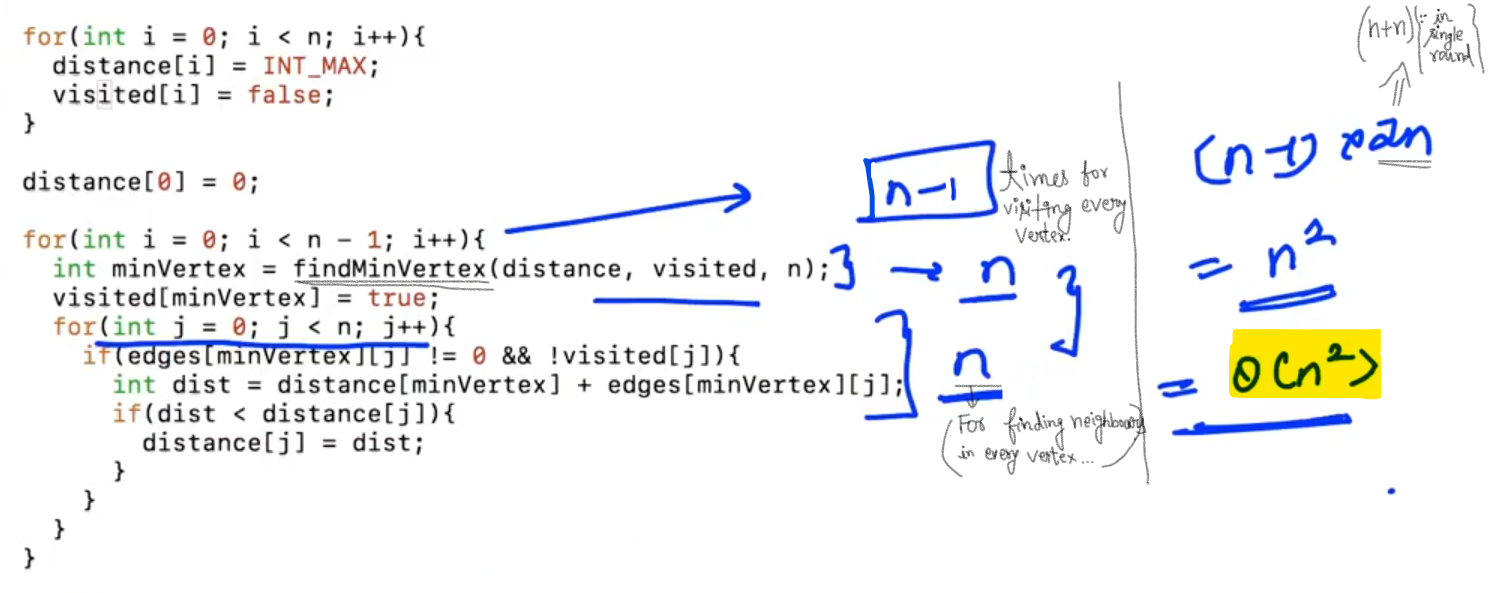 for(int i = 0; i < n; i++){
distance[i] = INT_MAX;
visited[i] = false;
}
distance[0] = 0;
for(int i = 0; i < n - 1; i++){
int minVertex = findMinVertex(distance, visited, n);
visited[minVertex] = true;
for(int j = 0; j < n; j++){
if(edges[minVertex][j] != 0 && !visited[j]){
int dist = distance[minVertex] + edges[minVertex][j];
if(dist < distance[j]){
distance[j] = dist;
}
}
}
}
n-1
times for
visiting every
vertex.
n
n
(For finding neighbours
in every vertex...)
(n+n) {∵ in
single
round}
(n-1) × 2n
= n²
= O(n²)